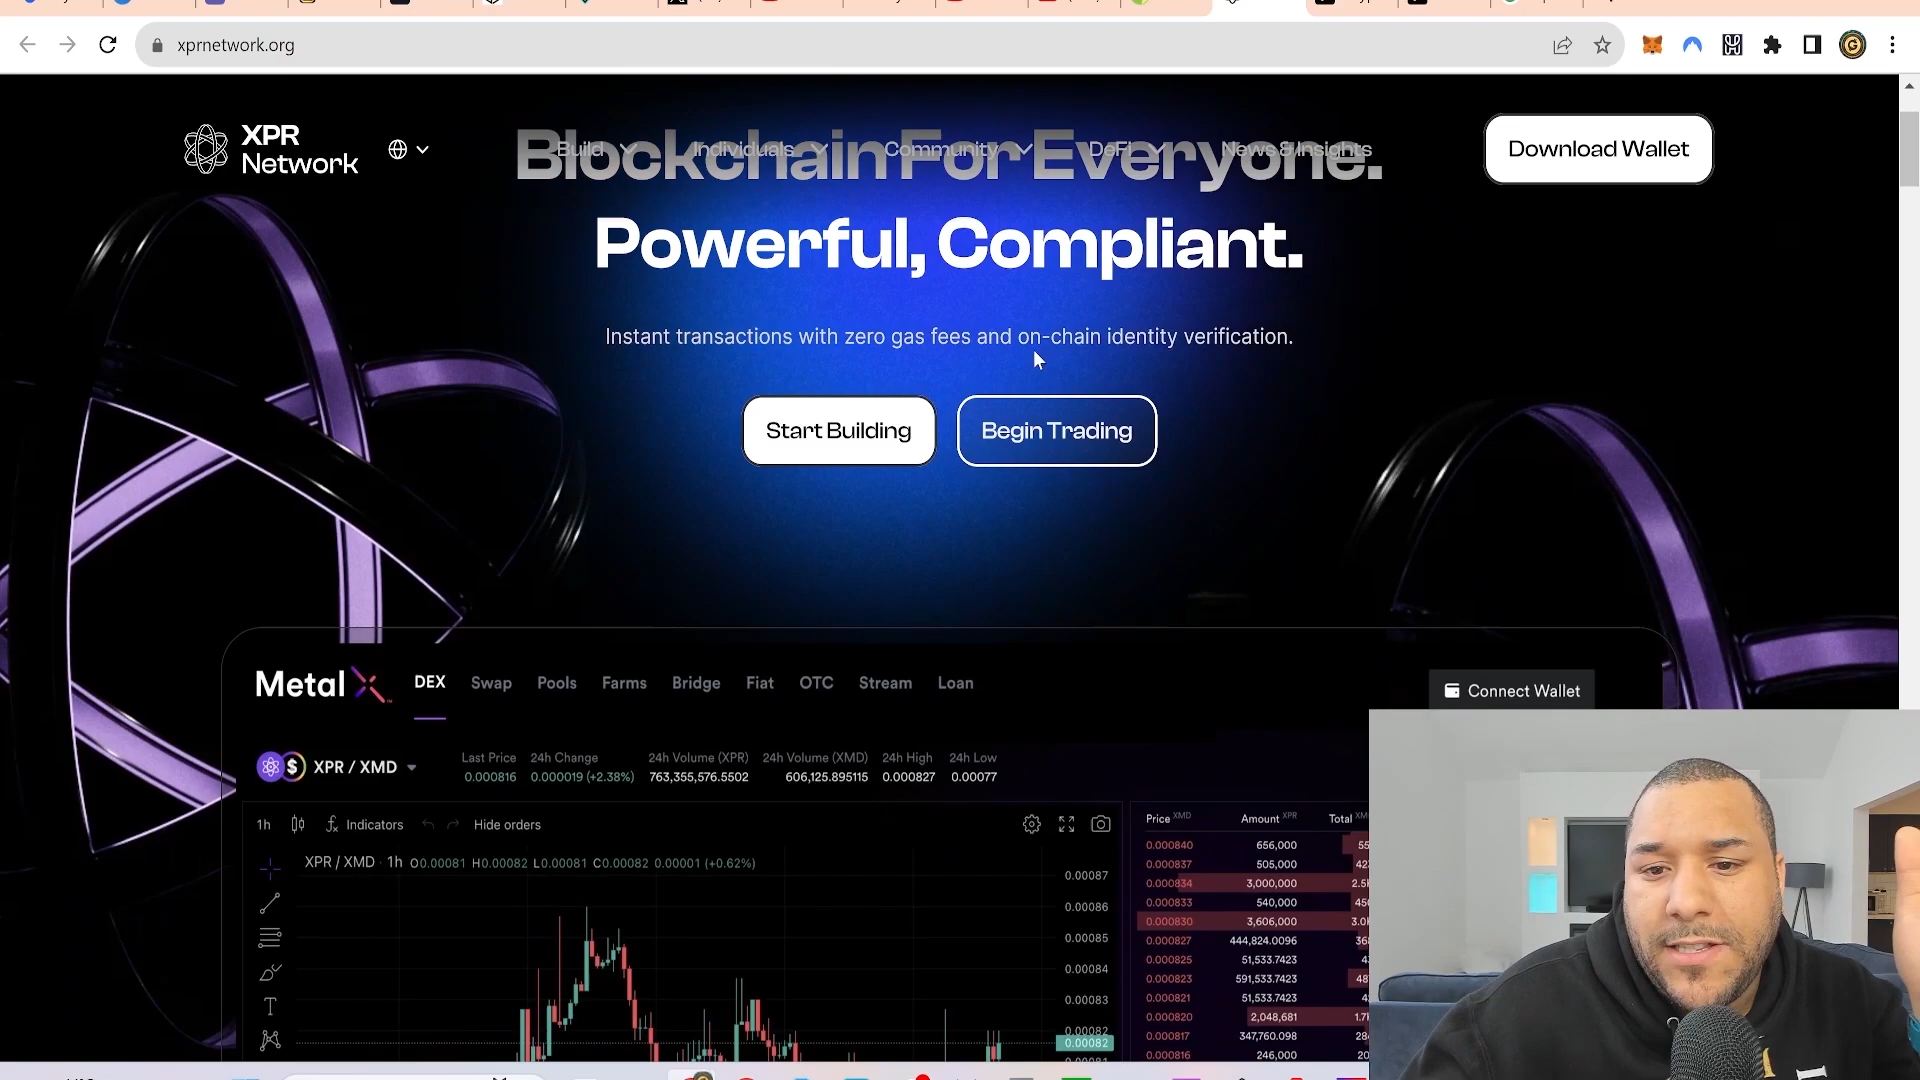 xprnetwork.org
XPR
Network
Build
Individuals
Community
DeFi
News & Insights
Download Wallet
Blockchain For Everyone.
Powerful, Compliant.
Instant transactions with zero gas fees and on-chain identity verification.
Start Building
Begin Trading
Metal X
DEX
Swap
Pools
Farms
Bridge
Fiat
OTC
Stream
Loan
Connect Wallet
XPR / XMD
Last Price
0.000816
24h Change
0.000019 (+2.38%)
24h Volume (XPR)
763,355,576.5502
24h Volume (XMD)
606,125.895115
24h High
0.000827
24h Low
0.00077
1h
Indicators
Hide orders
XPR / XMD · 1h O0.00081 H0.00082 L0.00081 C0.00082 0.00001 (+0.62%)
0.00087
0.00086
0.00085
0.00084
0.00083
0.00082
0.00082
Price XMD Amount XPR Total
0.000840 656,000
0.000837 505,000
0.000834 3,000,000
0.000833 540,000
0.000830 3,606,000
0.000827 444,824.0096
0.000825 51,533.7423
0.000823 591,533.7423
0.000821 51,533.7423
0.000820 2,048,681
0.000817 347,760.098
0.000816 246,000